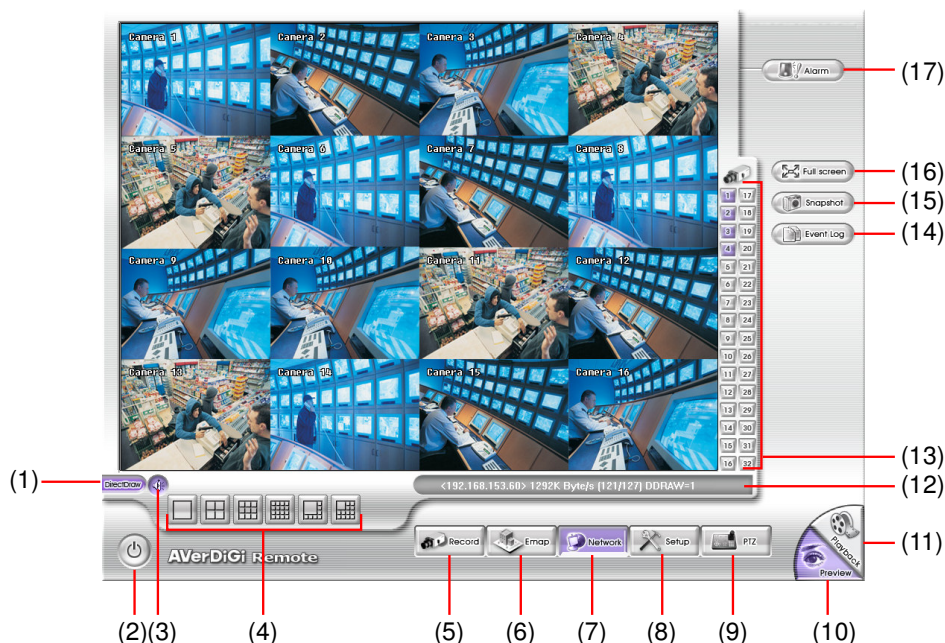 Camera 1
Camera 2
Camera 3
Camera 4
Camera 5
Camera 6
Camera 7
Camera 8
Camera 9
Camera 10
Camera 11
Camera 12
Camera 13
Camera 14
Camera 15
Camera 16
Alarm
(17)
Full screen
(16)
Snapshot
(15)
Event Log
(14)
1 17
2 18
3 19
4 20
5 21
6 22
7 23
8 24
9 25
10 26
11 27
12 28
13 29
14 30
15 31
16 32
(13)
(1)
DirectDraw
<192.168.153.60> 1292K Byte/s (121/127) DDRAW=1
(12)
AVerDiGi Remote
Record
Emap
Network
Setup
PTZ
Playback
Preview
(11)
(2)
(3)
(4)
(5)
(6)
(7)
(8)
(9)
(10)